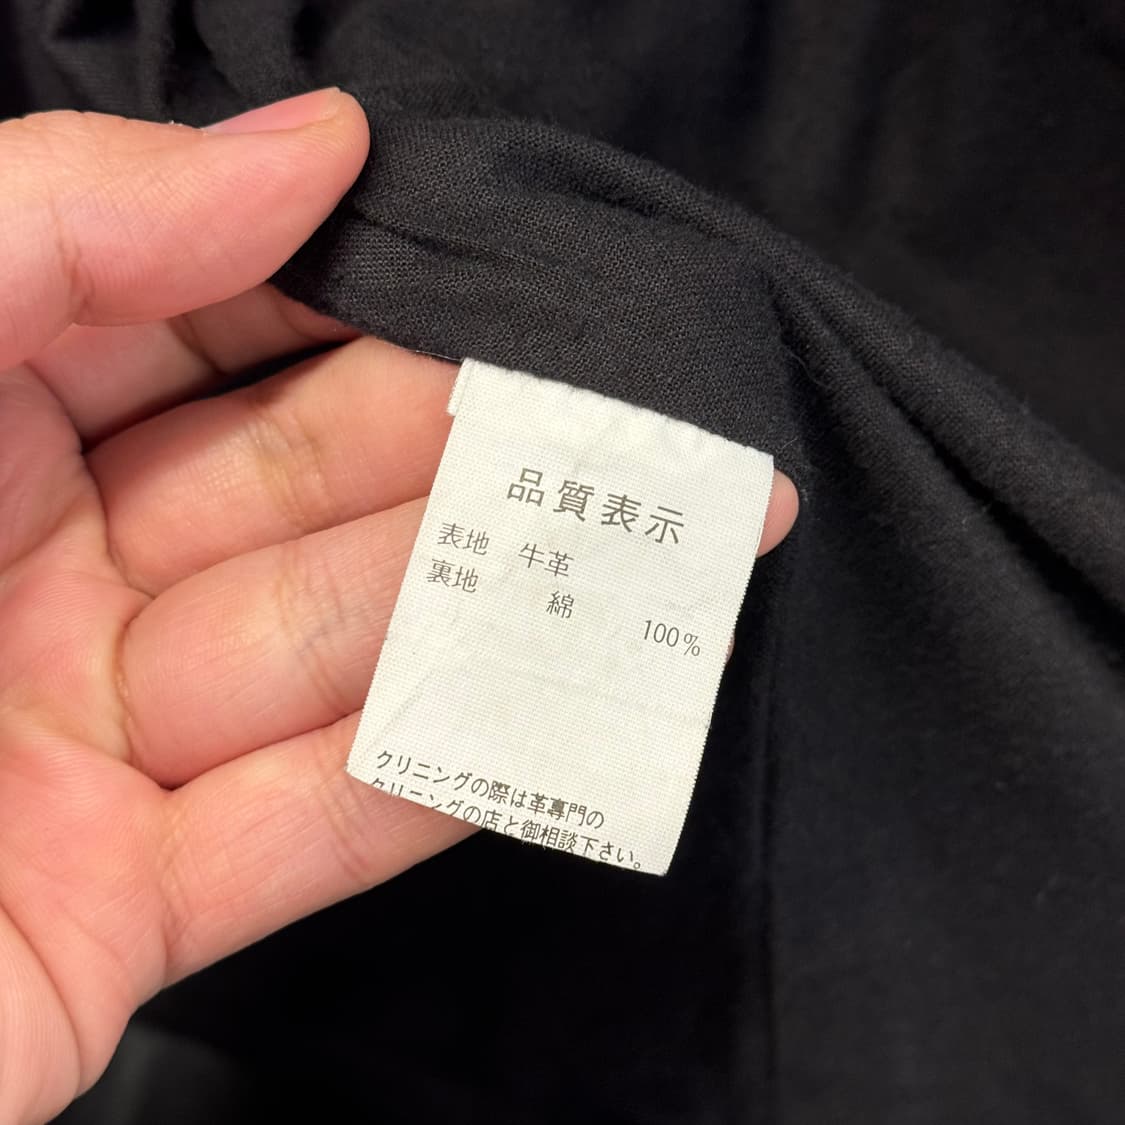 品質表示
表地 牛革
裏地 綿 100%
クリニングの際は革専門の
クリニングの店と御相談下さい。